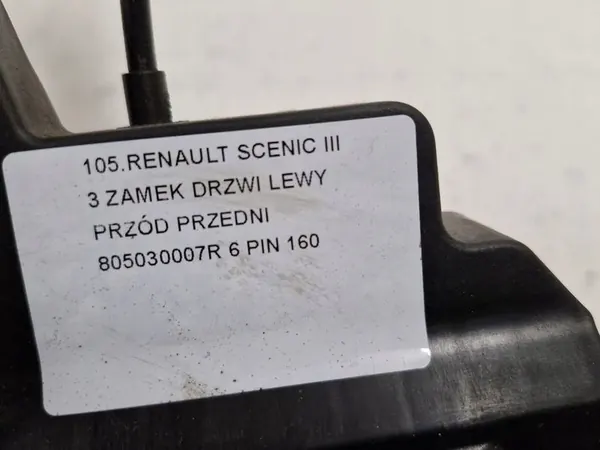 105.RENAULT SCENIC III
3 ZAMEK DRZWI LEWY
PRZÓD PRZEDNI
805030007R 6 PIN 160